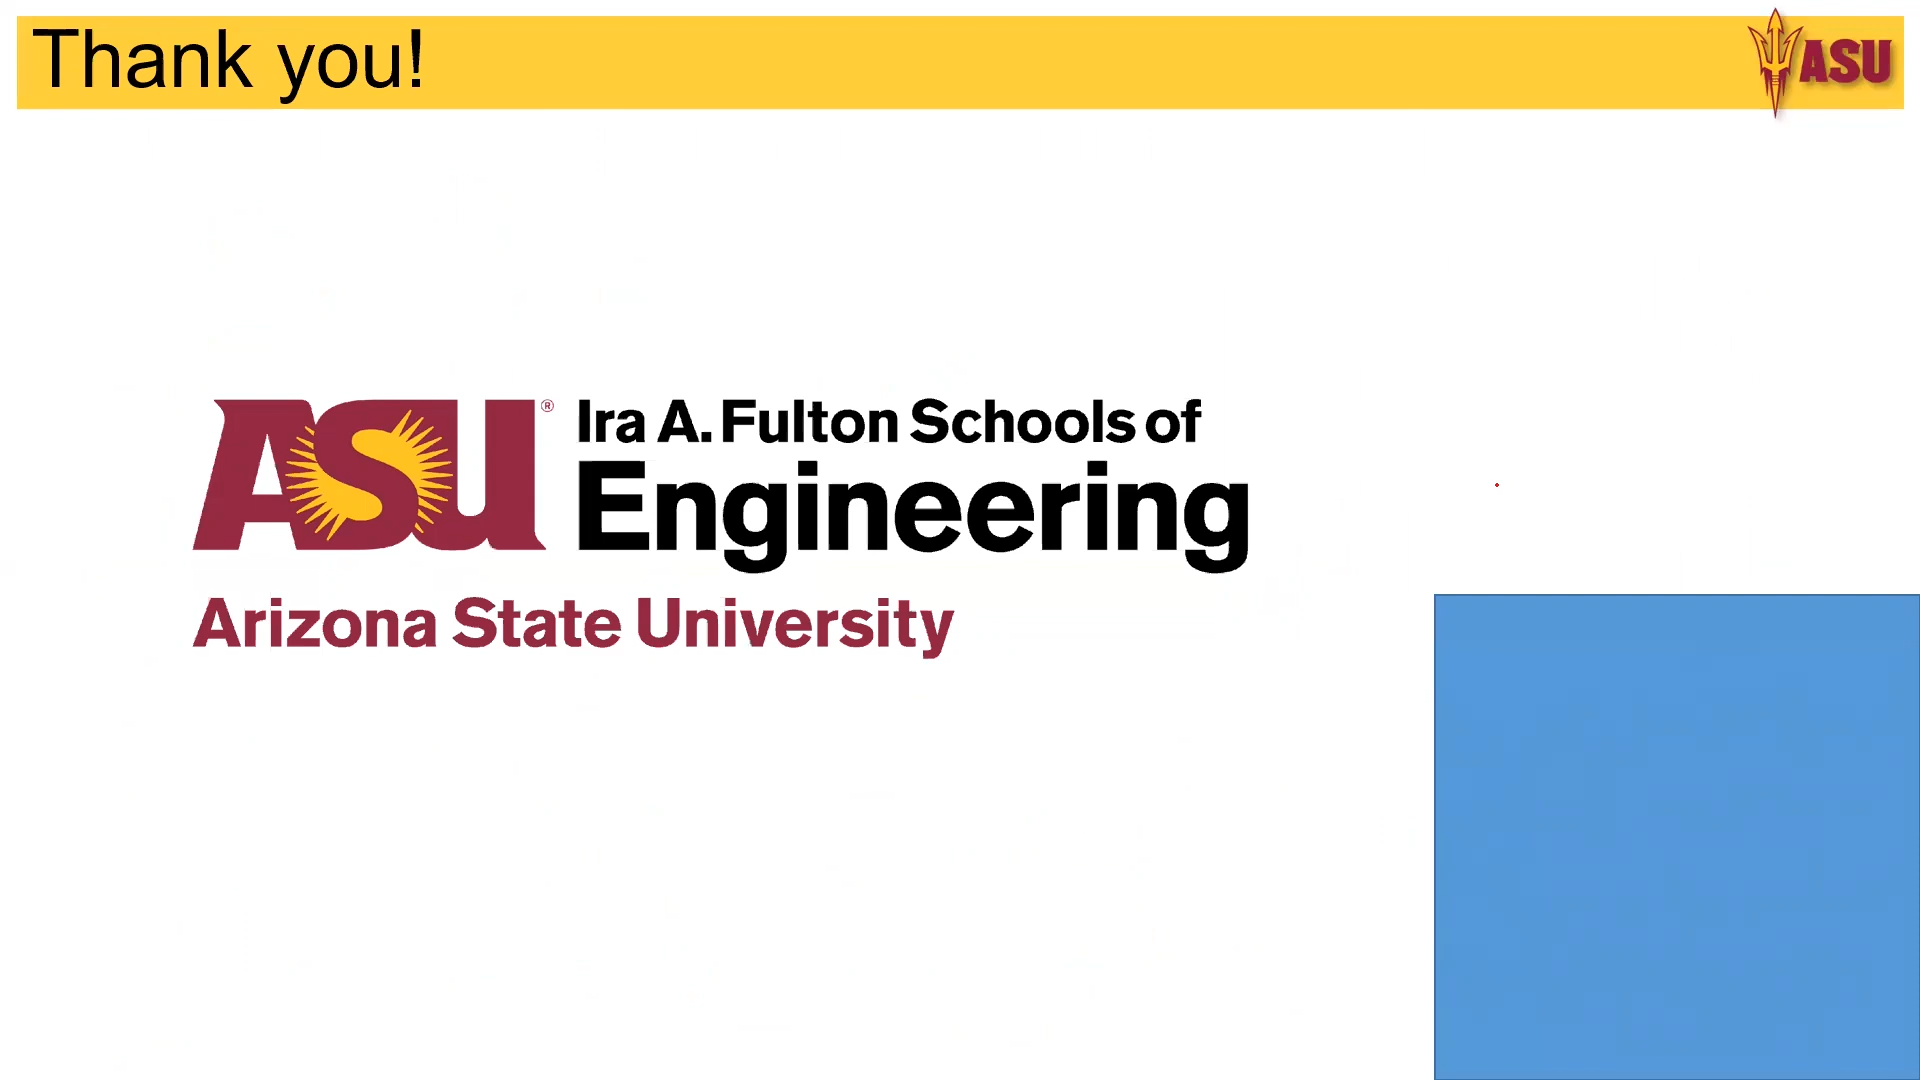 Thank you!
ASU
ASU®
Ira A. Fulton Schools of
Engineering
Arizona State University